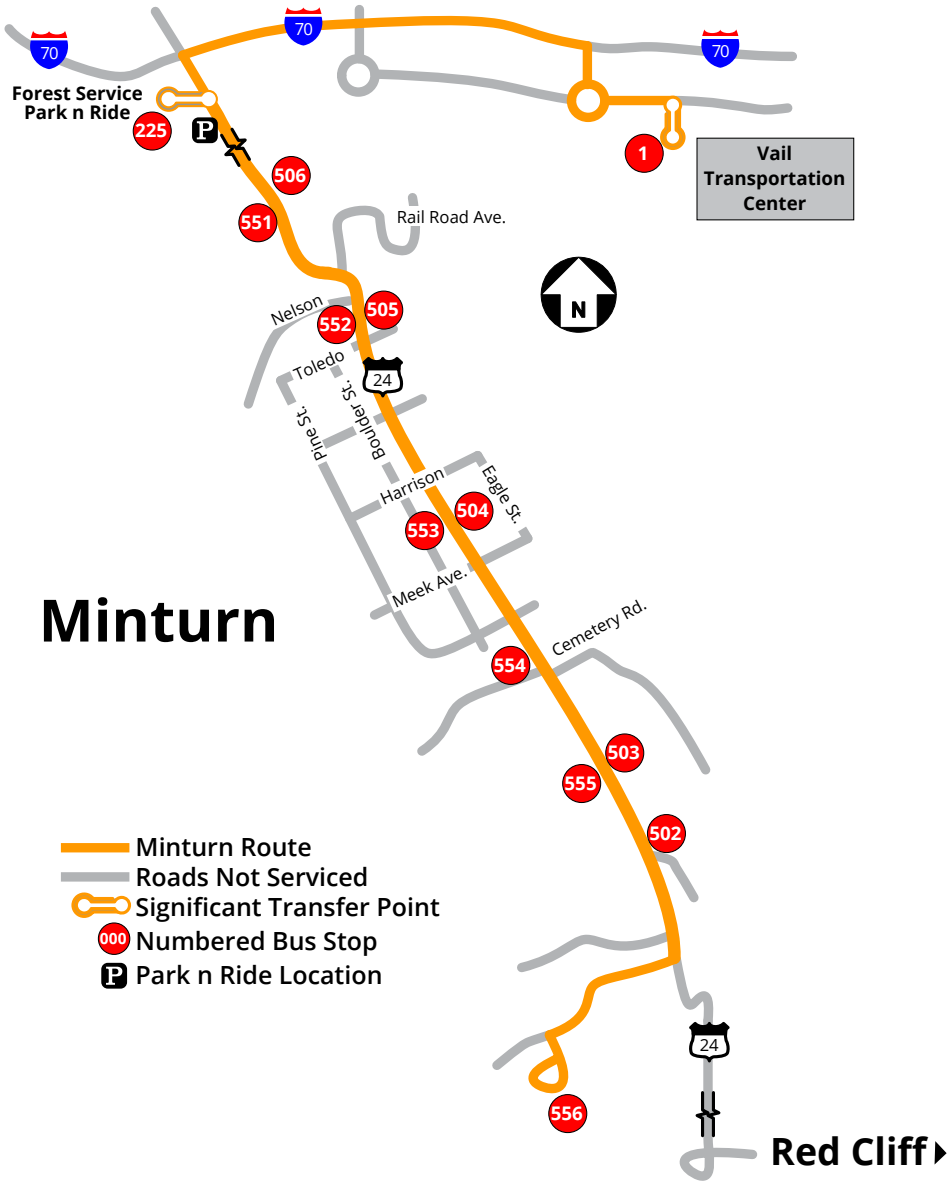 70
70
70
Forest Service
Park n Ride
225
P
1
Vail
Transportation
Center
506
551
Rail Road Ave.
N
Nelson
505
552
Toledo
24
Pine St.
Boulder St.
Harrison
Eagle St.
504
553
Meek Ave.
Minturn
Cemetery Rd.
554
503
555
502
Minturn Route
Roads Not Serviced
Significant Transfer Point
000 Numbered Bus Stop
P Park n Ride Location
24
556
Red Cliff